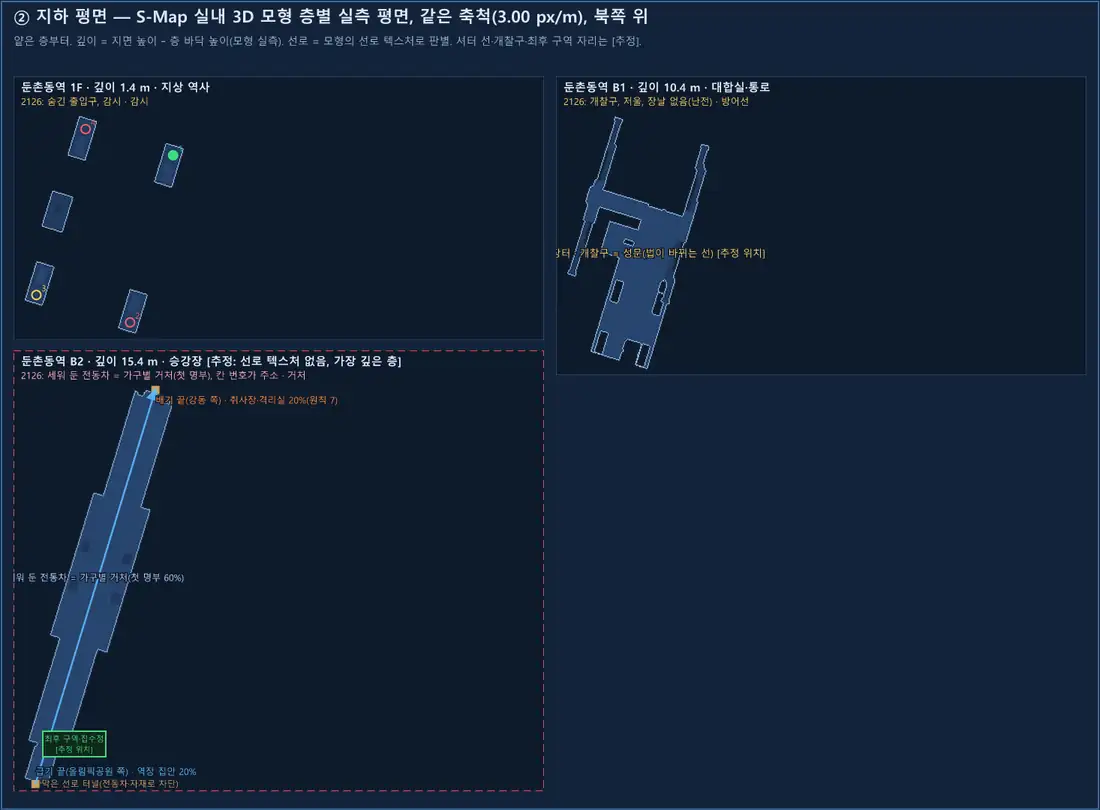 ② 지하 평면 — S-Map 실내 3D 모형 층별 실측 평면, 같은 축척(3.00 px/m), 북쪽 위
얕은 층부터. 깊이 = 지면 높이 − 층 바닥 높이(모형 실측). 선로 = 모형의 선로 텍스처로 판별. 셔터 선·개찰구·최후 구역 자리는 [추정].
둔촌동역 1F · 깊이 1.4 m · 지상 역사
2126: 숨긴 출입구, 감시 · 감시
3
2
둔촌동역 B1 · 깊이 10.4 m · 대합실·통로
2126: 개찰구, 저울, 장날 없음(난전) · 방어선
장터 · 개찰구 = 성문(법이 바뀌는 선) [추정 위치]
둔촌동역 B2 · 깊이 15.4 m · 승강장 [추정: 선로 텍스처 없음, 가장 깊은 층]
2126: 세워 둔 전동차 = 가구별 거처(첫 명부), 칸 번호가 주소 · 거처
배기 끝(강동 쪽) · 취사장·격리실 20%(원칙 7)
워 둔 전동차 = 가구별 거처(첫 명부 60%)
최후 구역·집수정
[추정 위치]
급기 끝(올림픽공원 쪽) · 역장 집안 20%
막은 선로 터널(전동차·자재로 차단)